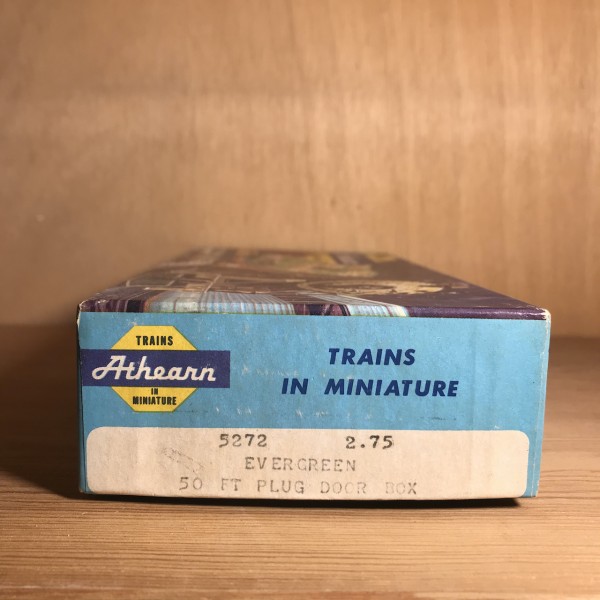 TRAINS
Athearn
IN
MINIATURE
TRAINS
IN MINIATURE
5272 2.75
EVERGREEN
50 FT PLUG DOOR BOX